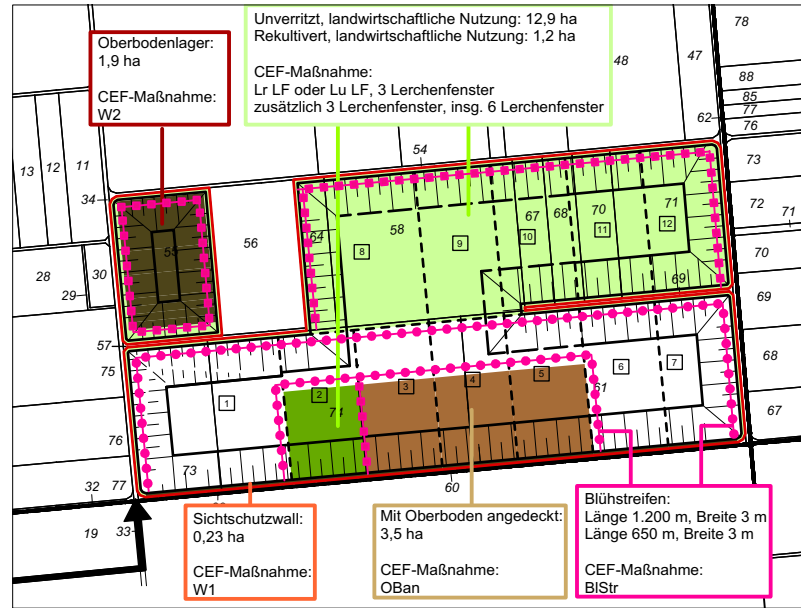 Oberbodenlager:
1,9 ha
CEF-Maßnahme:
W2
Unverritzt, landwirtschaftliche Nutzung: 12,9 ha
Rekultivert, landwirtschaftliche Nutzung: 1,2 ha
CEF-Maßnahme:
Lr LF oder Lu LF, 3 Lerchenfenster
zusätzlich 3 Lerchenfenster, insg. 6 Lerchenfenster
78
47
48
88
85
77
76
62
54
13 12 11
34
73
72
71
70
69
68
67
56
55
64
58
67 68 70 71
8 9 10 11 12
69
28 30
29
57
75
76
77
32
19 33
73
74
61
60
1 2 3 4 5 6 7
Sichtschutzwall:
0,23 ha
CEF-Maßnahme:
W1
Mit Oberboden angedeckt:
3,5 ha
CEF-Maßnahme:
OBan
Blühstreifen:
Länge 1.200 m, Breite 3 m
Länge 650 m, Breite 3 m
CEF-Maßnahme:
BlStr